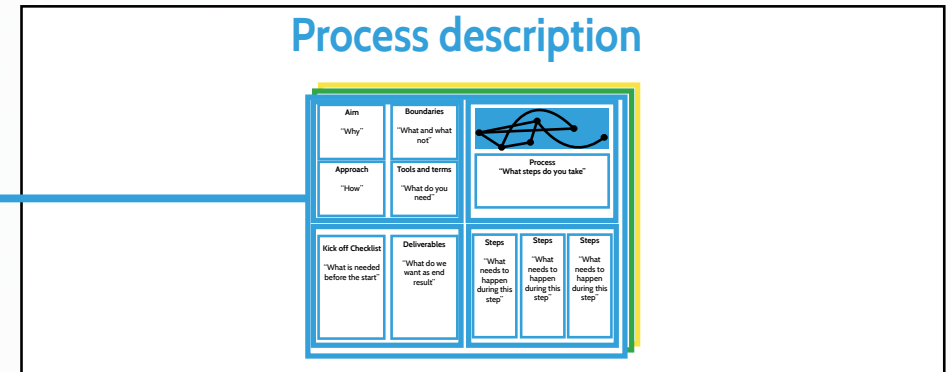 Process description
Aim
"Why"
Boundaries
"What and what
not"
Approach
"How"
Tools and terms
"What do you
need"
Process
"What steps do you take"
Kick off Checklist
"What is needed
before the start"
Deliverables
"What do we
want as end
result"
Steps
"What
needs to
happen
during this
step"
Steps
"What
needs to
happen
during this
step"
Steps
"What
needs to
happen
during this
step"